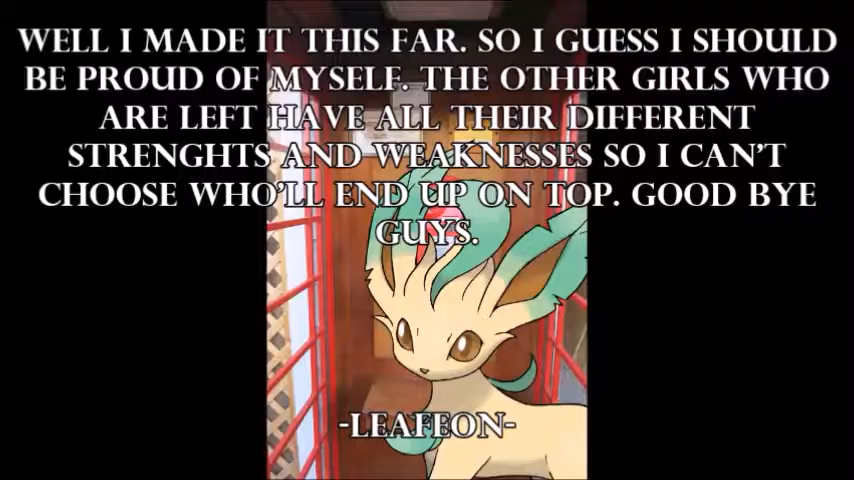 WELL I MADE IT THIS FAR. SO I GUESS I SHOULD
BE PROUD OF MYSELF. THE OTHER GIRLS WHO
ARE LEFT HAVE ALL THEIR DIFFERENT
STRENGHTS AND WEAKNESSES SO I CAN'T
CHOOSE WHO'LL END UP ON TOP. GOOD BYE
GUYS.
-LEAFEON-